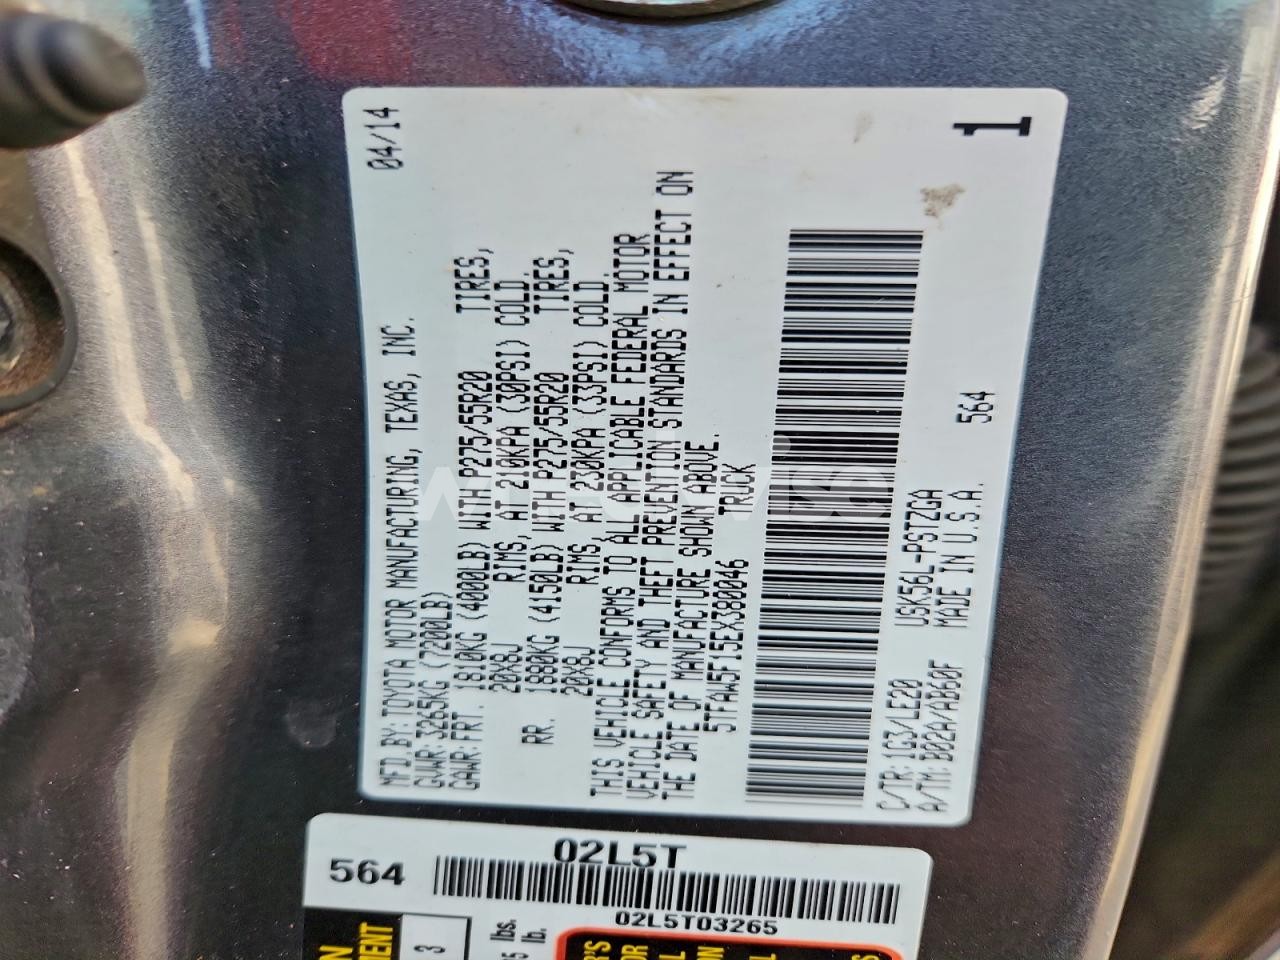 04/14
MFD. BY: TOYOTA MOTOR MANUFACTURING, TEXAS, INC.
GVWR: 3265KG (7200LB)
GAWR: FRT. 1810KG (4000LB) WITH P275/55R20 TIRES,
20X8J RIMS, AT 210KPA (30PSI) COLD.
RR. 1880KG (4150LB) WITH P275/55R20 TIRES,
20X8J RIMS, AT 230KPA (33PSI) COLD.
THIS VEHICLE CONFORMS TO ALL APPLICABLE FEDERAL MOTOR
VEHICLE SAFETY AND THEFT PREVENTION STANDARDS IN EFFECT ON
THE DATE OF MANUFACTURE SHOWN ABOVE.
5TFAW5F15EX380046 TRUCK
C/TR: 1G3/LE20 USK56L-PSTZGA 564
A/TM: B02A/AB60F MADE IN U.S.A.
1
02L5T
564
02L5T03265
3
lbs.
lb.